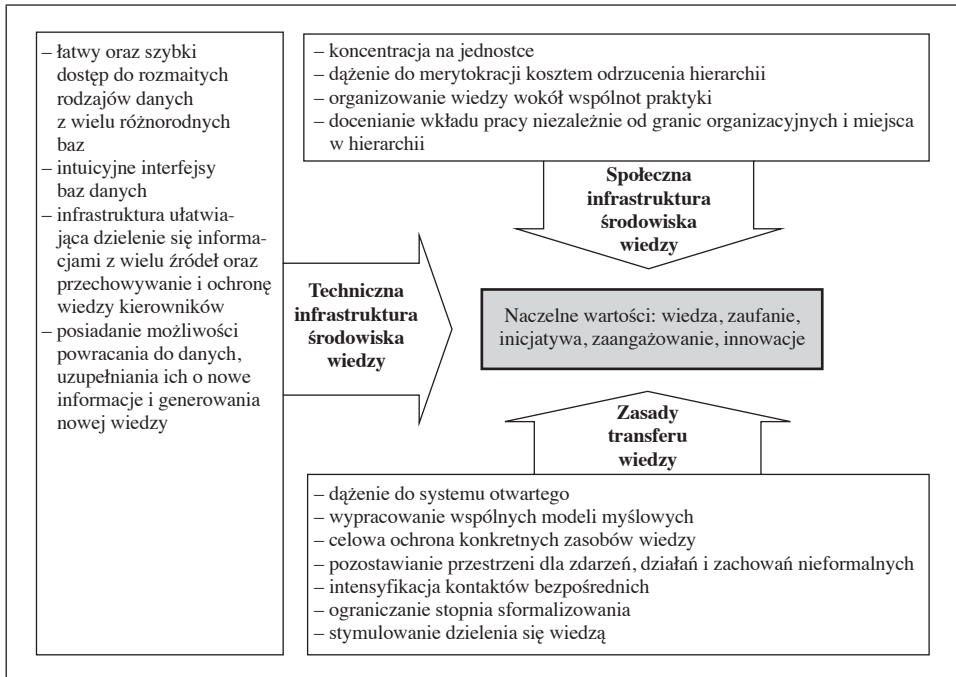 – łatwy oraz szybki
dostęp do rozmaitych
rodzajów danych
z wielu różnorodnych
baz
– intuicyjne interfejsy
baz danych
– infrastruktura ułatwia-
jąca dzielenie się informa-
cjami z wielu źródeł oraz
przechowywanie i ochronę
wiedzy kierowników
– posiadanie możliwości
powracania do danych,
uzupełniania ich o nowe
informacje i generowania
nowej wiedzy
– koncentracja na jednostce
– dążenie do merytokracji kosztem odrzucenia hierarchii
– organizowanie wiedzy wokół wspólnot praktyki
– docenianie wkładu pracy niezależnie od granic organizacyjnych i miejsca
w hierarchii
Społeczna
infrastruktura
środowiska
wiedzy
Techniczna
infrastruktura
środowiska
wiedzy
Naczelne wartości: wiedza, zaufanie,
inicjatywa, zaangażowanie, innowacje
Zasady
transferu
wiedzy
– dążenie do systemu otwartego
– wypracowanie wspólnych modeli myślowych
– celowa ochrona konkretnych zasobów wiedzy
– pozostawianie przestrzeni dla zdarzeń, działań i zachowań nieformalnych
– intensyfikacja kontaktów bezpośrednich
– ograniczanie stopnia sformalizowania
– stymulowanie dzielenia się wiedzą